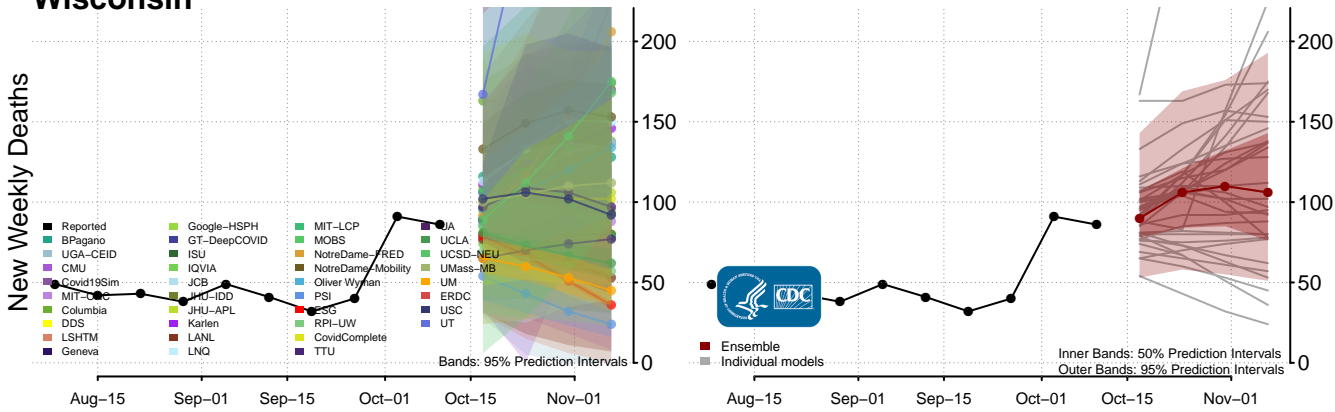 Wisconsin
New Weekly Deaths
200
150
100
50
0
Reported
BPagano
UGA–CEID
CMU
Covid19Sim
Columbia
DDS
LSHTM
Geneva
Google–HSPH
GT–DeepCOVID
ISU
IQVIA
JCB
JHU–IDD
JHU–APL
Karlen
LANL
LNQ
MIT–LCP
MOBS
NotreDame–FRED
NotreDame–Mobility
Oliver Wyman
PSI
RPI–UW
CovidComplete
TTU
UCLA
UCSD–NEU
UMass–MB
UM
ERDC
USC
UT
Bands: 95% Prediction Intervals
Aug–15
Sep–01
Sep–15
Oct–01
Oct–15
Nov–01
200
150
100
50
0
CDC
Ensemble
Individual models
Inner Bands: 50% Prediction Intervals
Outer Bands: 95% Prediction Intervals
Aug–15
Sep–01
Sep–15
Oct–01
Oct–15
Nov–01